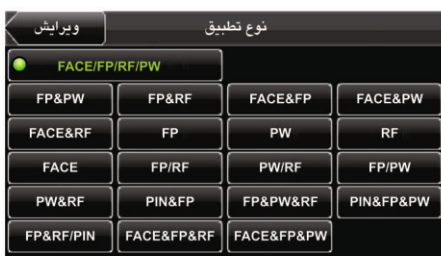 نوع تطبیق
ویرایش
FACE/FP/RF/PW
FP&PW FP&RF FACE&FP FACE&PW
FACE&RF FP PW RF
FACE FP/RF PW/RF FP/PW
PW&RF PIN&FP FP&PW&RF PIN&FP&PW
FP&RF/PIN FACE&FP&RF FACE&FP&PW